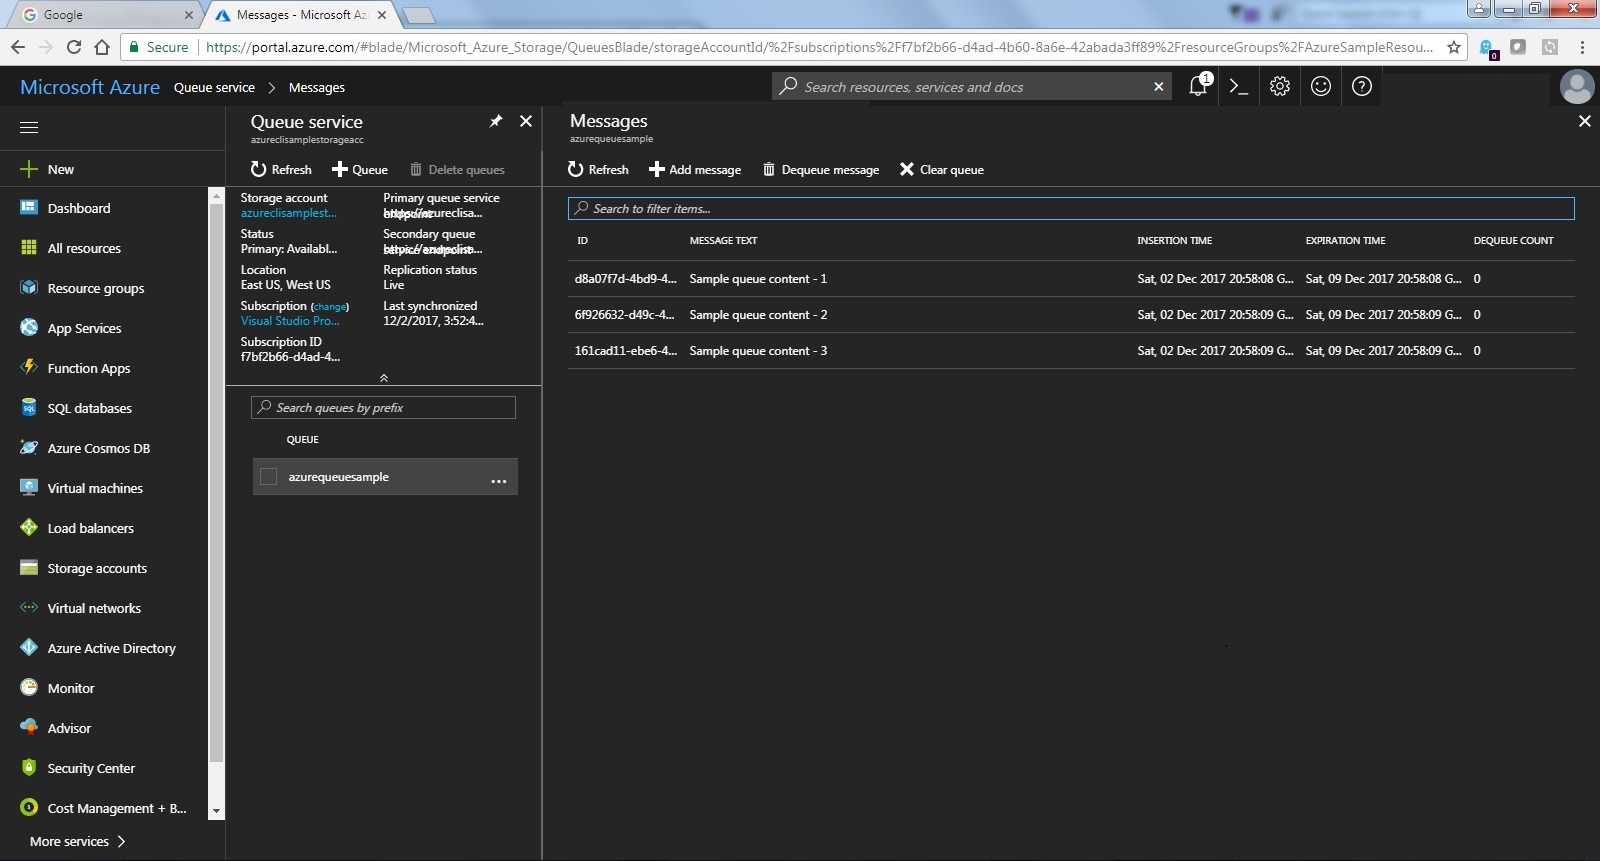 Google
Messages - Microsoft Az
Secure
https://portal.azure.com/#blade/Microsoft_Azure_Storage/QueuesBlade/storageAccountId/%2Fsubscriptions%2Ff7bf2b66-d4ad-4b60-8a6e-42abada3ff89%2FresourceGroups%2FAzureSampleResou...
0
Microsoft Azure
Queue service
Messages
Search resources, services and docs
1
New
Dashboard
All resources
Resource groups
App Services
Function Apps
SQL databases
Azure Cosmos DB
Virtual machines
Load balancers
Storage accounts
Virtual networks
Azure Active Directory
Monitor
Advisor
Security Center
Cost Management + B...
More services
Queue service
azureclisamplestorageacc
Refresh
Queue
Delete queues
Storage account
azureclisamplest...
Status
Primary: Availabl...
Location
East US, West US
Subscription (change)
Visual Studio Pro...
Subscription ID
f7bf2b66-d4ad-4...
Primary queue service
endpoint
https://azureclisa...
Secondary queue
service endpoint
https://azureclisa...
Replication status
Live
Last synchronized
12/2/2017, 3:52:4...
Search queues by prefix
QUEUE
azurequeuesample
...
Messages
azurequeuesample
Refresh
Add message
Dequeue message
Clear queue
Search to filter items...
ID MESSAGE TEXT INSERTION TIME EXPIRATION TIME DEQUEUE COUNT
d8a07f7d-4bd9-4... Sample queue content - 1 Sat, 02 Dec 2017 20:58:08 G... Sat, 09 Dec 2017 20:58:08 G... 0
6f926632-d49c-4... Sample queue content - 2 Sat, 02 Dec 2017 20:58:09 G... Sat, 09 Dec 2017 20:58:09 G... 0
161cad11-ebe6-4... Sample queue content - 3 Sat, 02 Dec 2017 20:58:09 G... Sat, 09 Dec 2017 20:58:09 G... 0